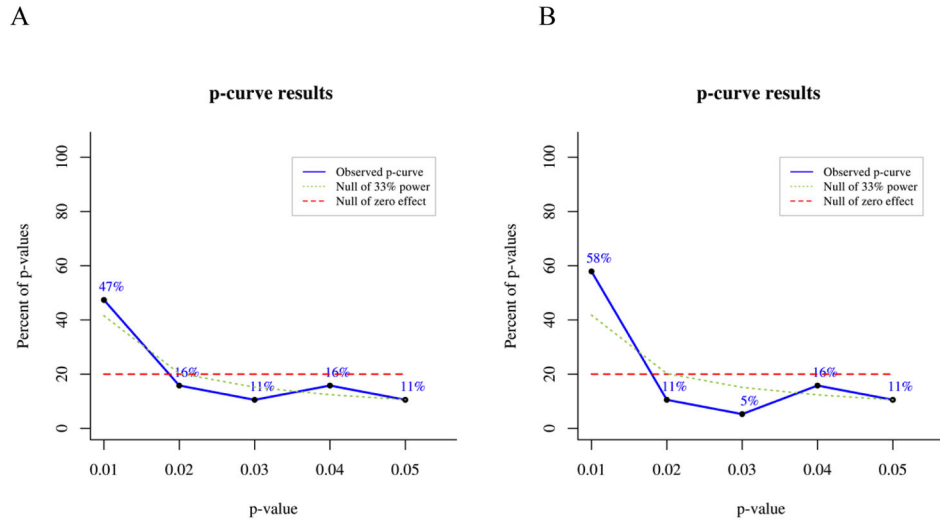 A
B
p-curve results
100
80
60
40
20
0
Percent of p-values
Observed p-curve
Null of 33% power
Null of zero effect
47%
16%
11%
16%
11%
0.01 0.02 0.03 0.04 0.05
p-value
p-curve results
100
80
60
40
20
0
Percent of p-values
Observed p-curve
Null of 33% power
Null of zero effect
58%
11%
5%
16%
11%
0.01 0.02 0.03 0.04 0.05
p-value